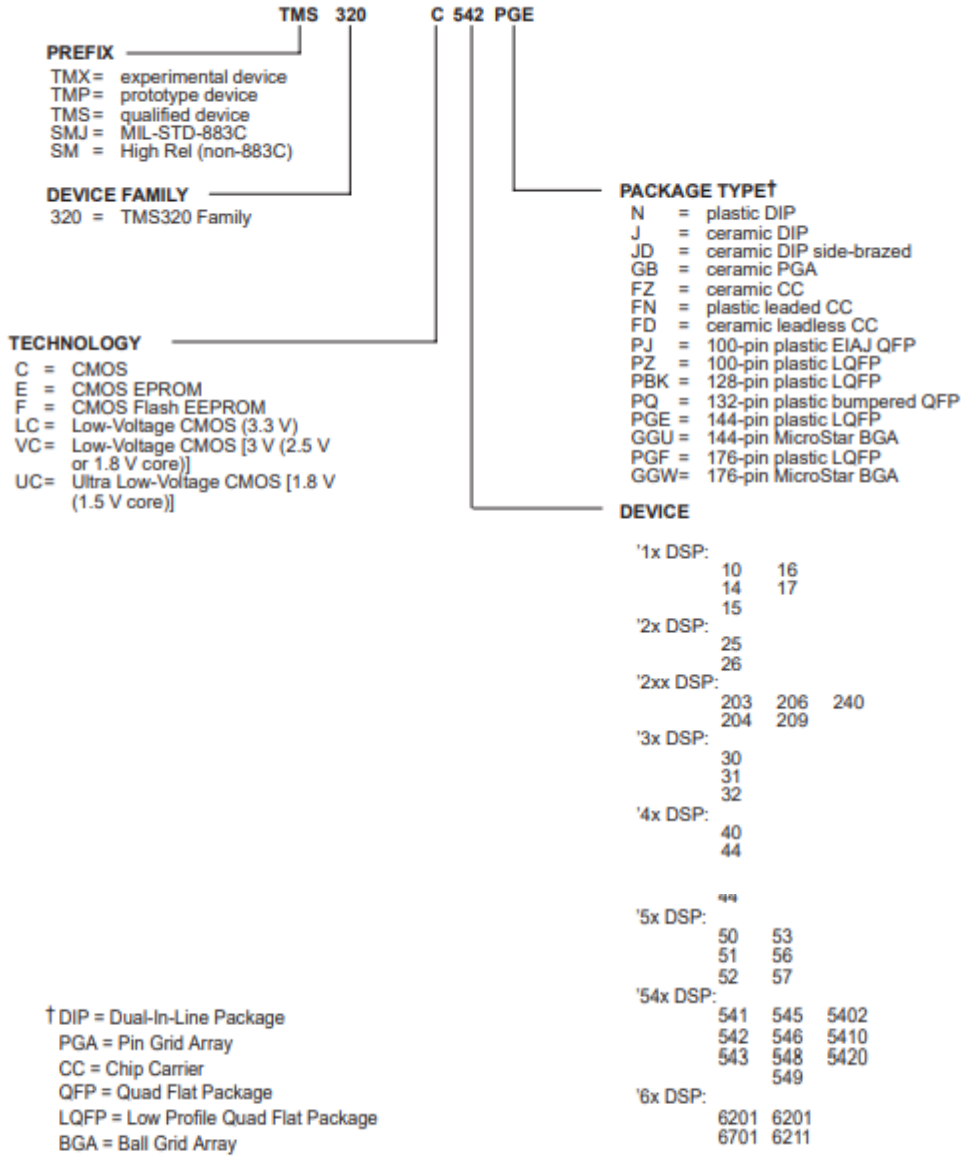 TMS 320 C 542 PGE
PREFIX
TMX = experimental device
TMP = prototype device
TMS = qualified device
SMJ = MIL-STD-883C
SM = High Rel (non-883C)
DEVICE FAMILY
320 = TMS320 Family
TECHNOLOGY
C = CMOS
E = CMOS EPROM
F = CMOS Flash EEPROM
LC = Low-Voltage CMOS (3.3 V)
VC = Low-Voltage CMOS [3 V (2.5 V
or 1.8 V core)]
UC= Ultra Low-Voltage CMOS [1.8 V
(1.5 V core)]
PACKAGE TYPE†
N = plastic DIP
J = ceramic DIP
JD = ceramic DIP side-brazed
GB = ceramic PGA
FZ = ceramic CC
FN = plastic leaded CC
FD = ceramic leadless CC
PJ = 100-pin plastic EIAJ QFP
PZ = 100-pin plastic LQFP
PBK = 128-pin plastic LQFP
PQ = 132-pin plastic bumpered QFP
PGE = 144-pin plastic LQFP
GGU = 144-pin MicroStar BGA
PGF = 176-pin plastic LQFP
GGW= 176-pin MicroStar BGA
DEVICE
'1x DSP:
10 16
14 17
15
'2x DSP:
25
26
'2xx DSP:
203 206 240
204 209
'3x DSP:
30
31
32
'4x DSP:
40
44
'5x DSP:
50 53
51 56
52 57
'54x DSP:
541 545 5402
542 546 5410
543 548 5420
549
'6x DSP:
6201 6201
6701 6211
† DIP = Dual-In-Line Package
PGA = Pin Grid Array
CC = Chip Carrier
QFP = Quad Flat Package
LQFP = Low Profile Quad Flat Package
BGA = Ball Grid Array